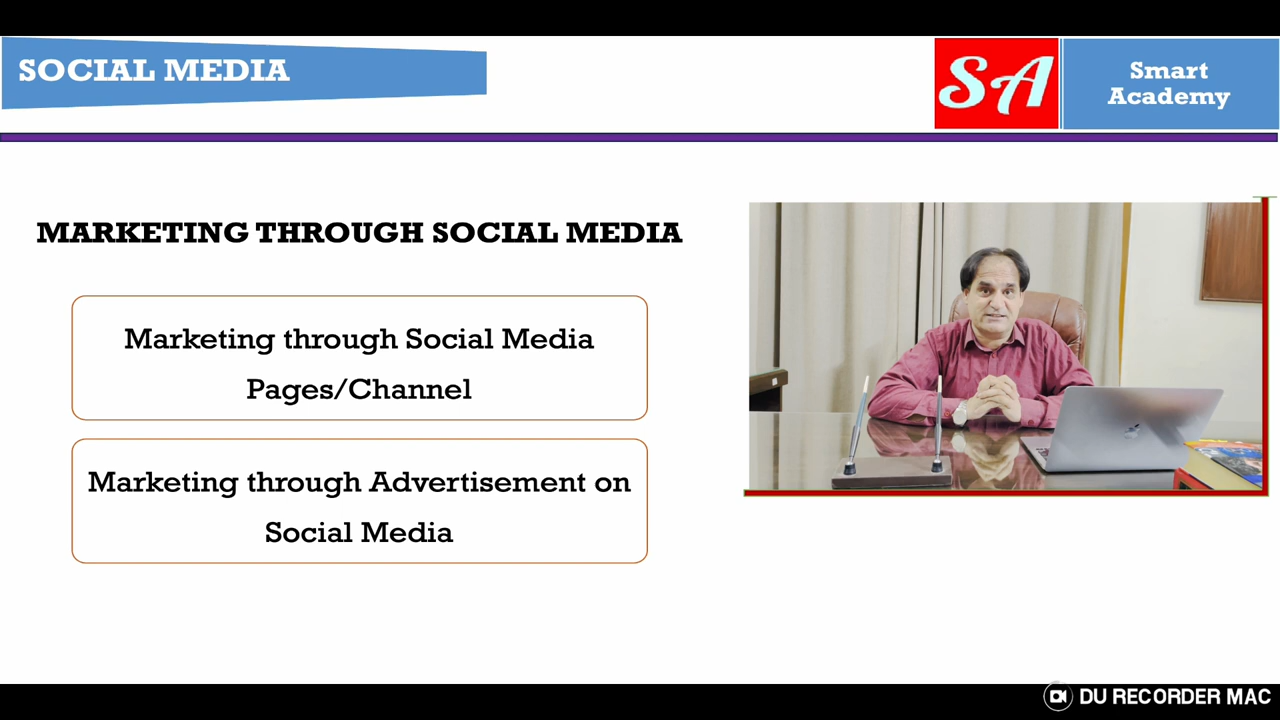 SOCIAL MEDIA
SA
Smart
Academy
MARKETING THROUGH SOCIAL MEDIA
Marketing through Social Media
Pages/Channel
Marketing through Advertisement on
Social Media
DU RECORDER MAC